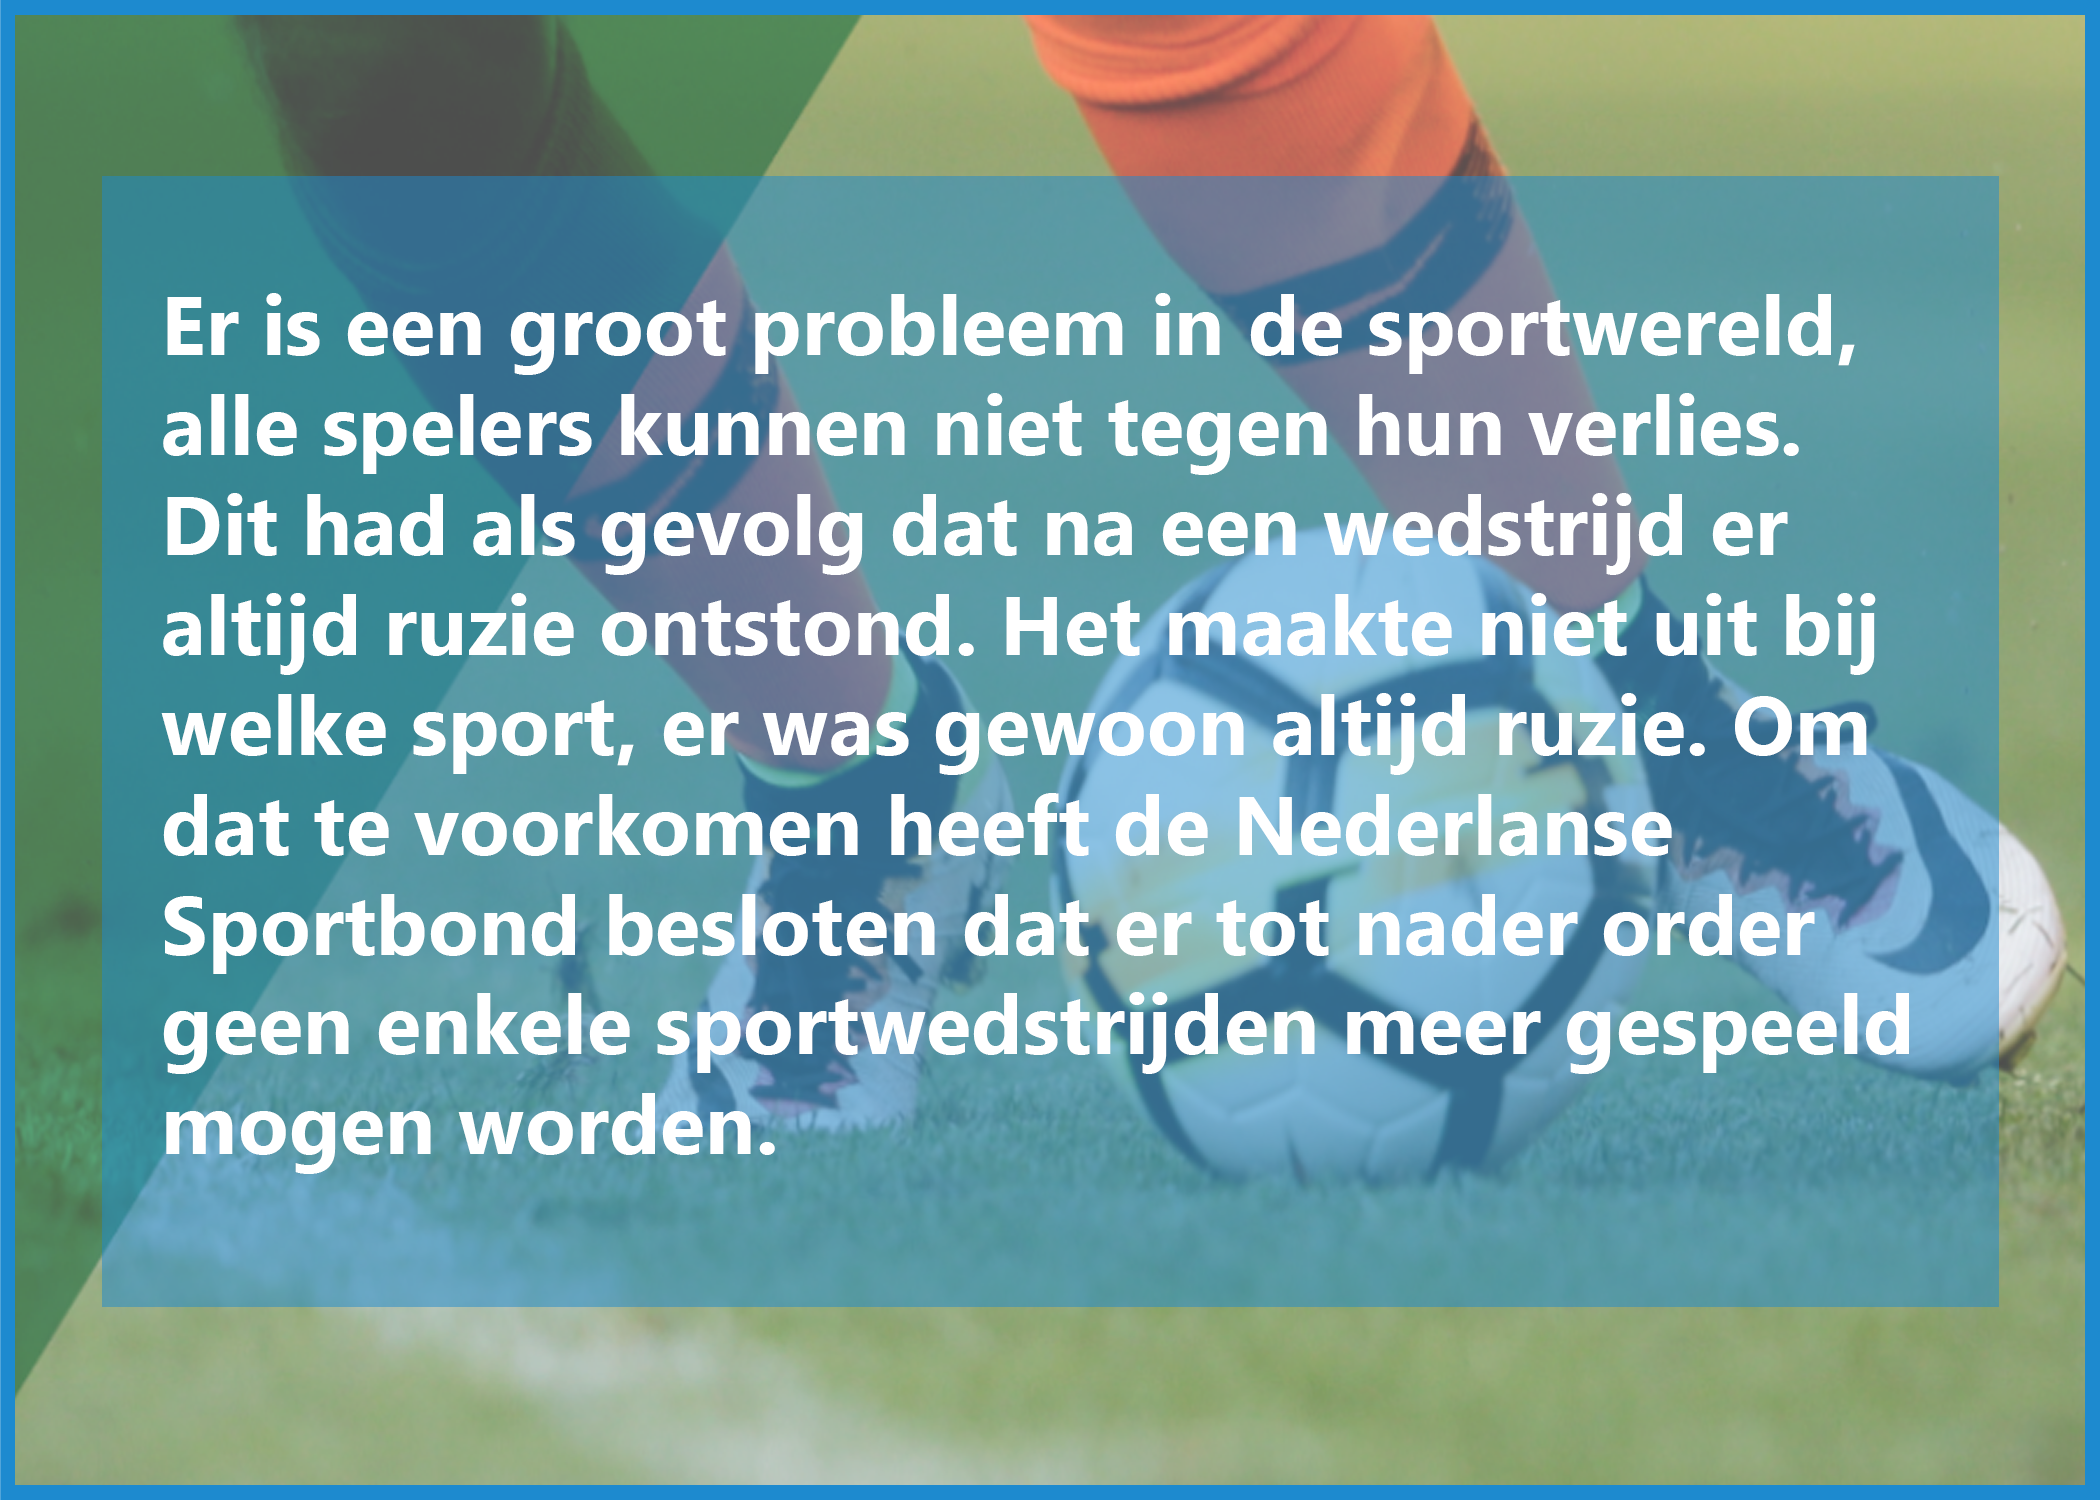 Er is een groot probleem in de sportwereld,
alle spelers kunnen niet tegen hun verlies.
Dit had als gevolg dat na een wedstrijd er
altijd ruzie ontstond. Het maakte niet uit bij
welke sport, er was gewoon altijd ruzie. Om
dat te voorkomen heeft de Nederlanse
Sportbond besloten dat er tot nader order
geen enkele sportwedstrijden meer gespeeld
mogen worden.